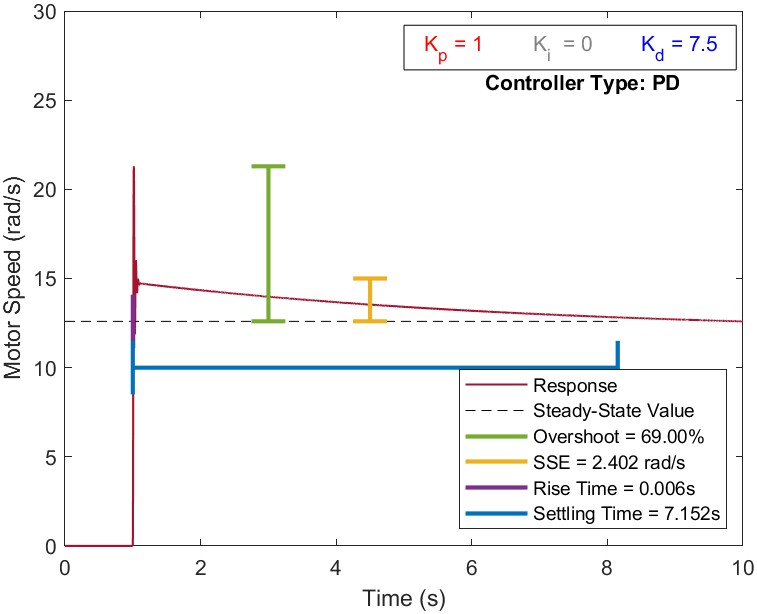 30
25
20
15
10
5
0
Motor Speed (rad/s)
K_p = 1 K_i = 0 K_d = 7.5
Controller Type: PD
Response
Steady-State Value
Overshoot = 69.00%
SSE = 2.402 rad/s
Rise Time = 0.006s
Settling Time = 7.152s
0 2 4 6 8 10
Time (s)